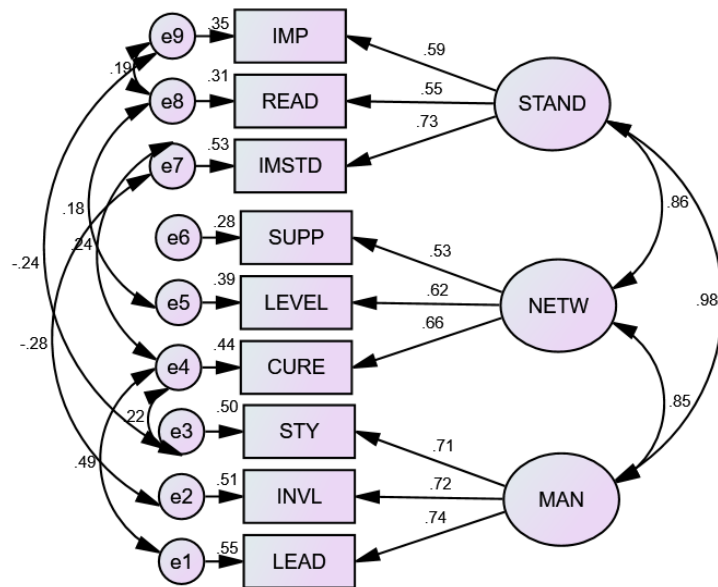 e9 .35 IMP .59
.19
e8 .31 READ .55 STAND
e7 .53 IMSTD .73
.86
.18 e6 .28 SUPP .53
.24
-.24 e5 .39 LEVEL .62 NETW .98
-.28 e4 .44 CURE .66
.22 e3 .50 STY .71 .85
.49 e2 .51 INVL .72 MAN
e1 .55 LEAD .74